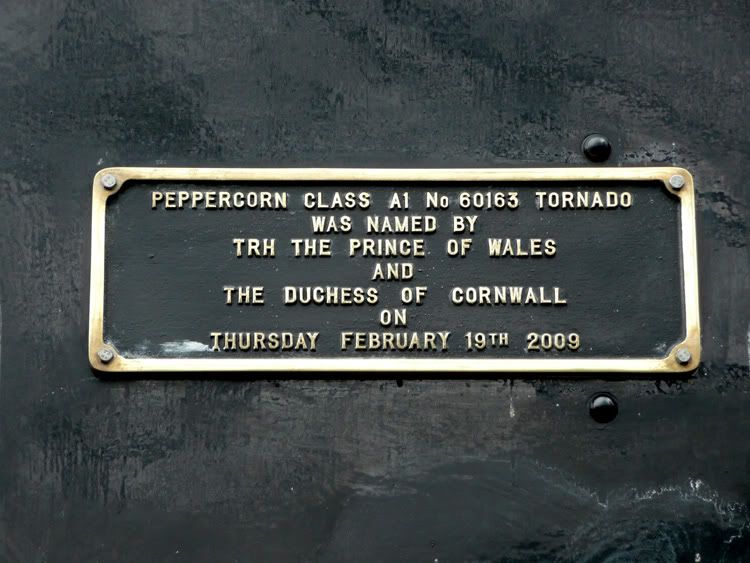 PEPPERCORN CLASS A1 No 60163 TORNADO
WAS NAMED BY
TRH THE PRINCE OF WALES
AND
THE DUCHESS OF CORNWALL
ON
THURSDAY FEBRUARY 19TH 2009